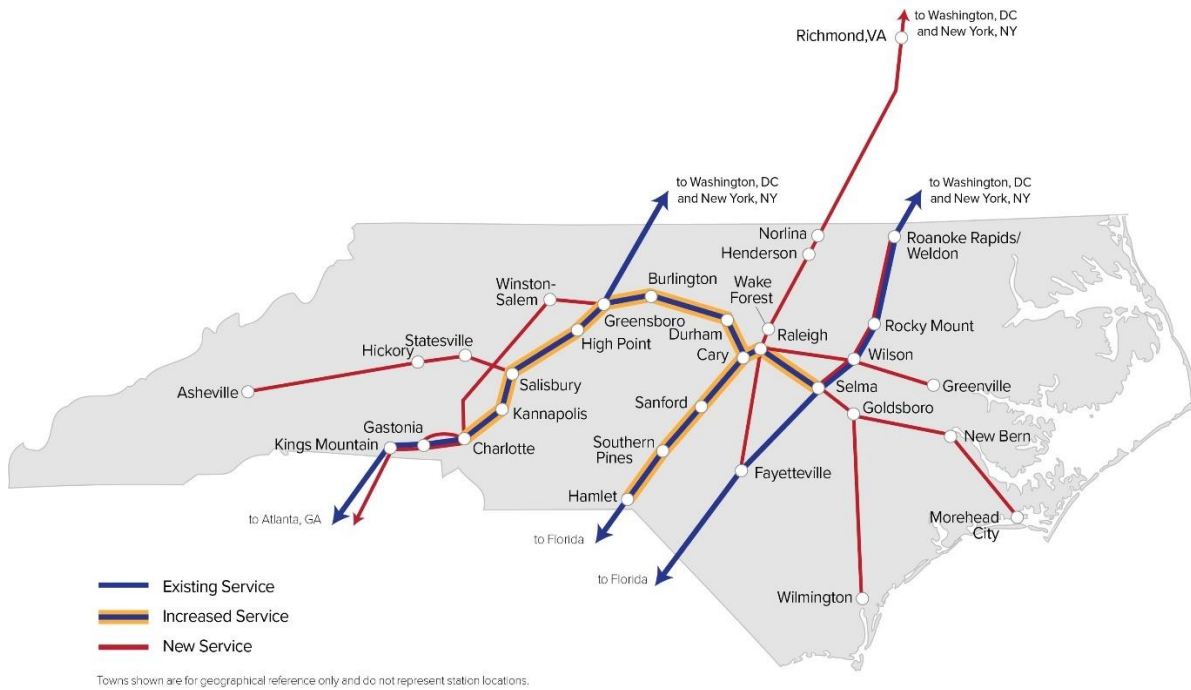 to Washington, DC
and New York, NY
Richmond,VA
to Washington, DC
and New York, NY
to Washington, DC
and New York, NY
Norlina
Roanoke Rapids/
Weldon
Henderson
Winston-
Salem
Burlington
Wake
Forest
Greensboro
Rocky Mount
Durham
Raleigh
Statesville
High Point
Hickory
Cary
Wilson
Asheville
Salisbury
Selma
Greenville
Kannapolis
Sanford
Goldsboro
Gastonia
Kings Mountain
Charlotte
Southern
Pines
New Bern
Fayetteville
Hamlet
to Atlanta, GA
Morehead
City
to Florida
to Florida
Wilmington
Existing Service
Increased Service
New Service
Towns shown are for geographical reference only and do not represent station locations.